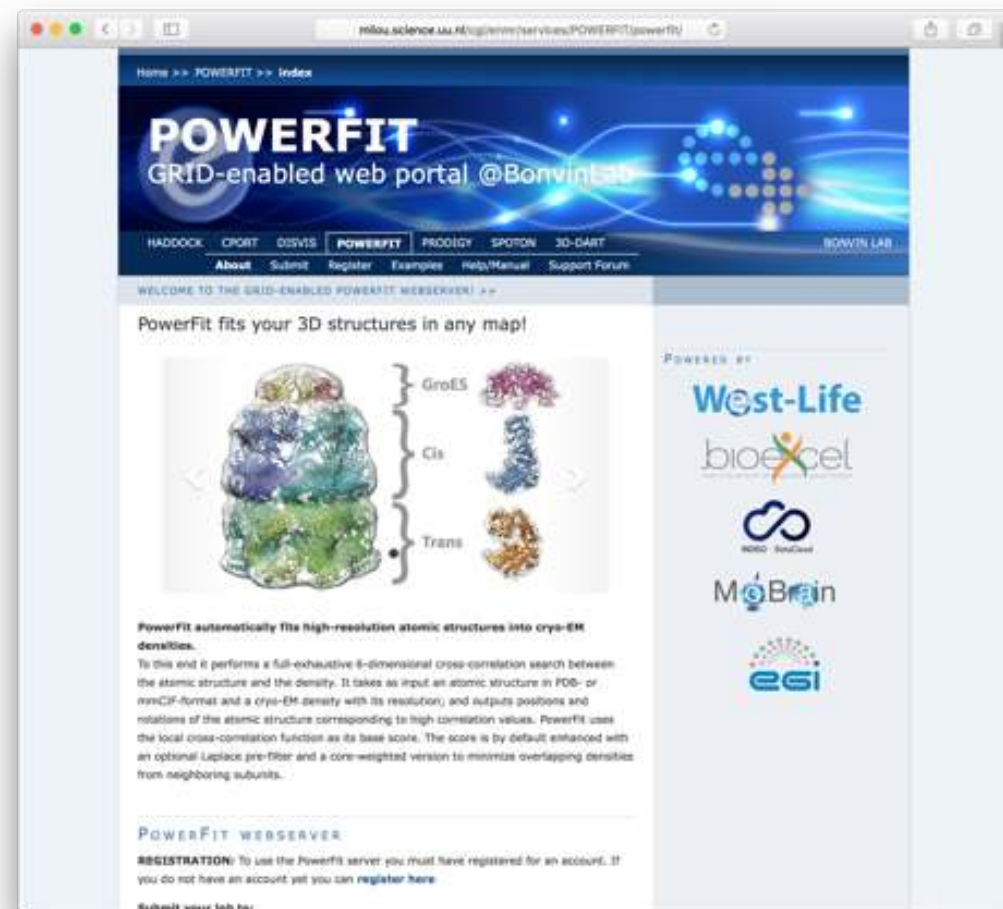 milou.science.uu.nl/cgi/enmr/services/POWERFIT/powerfit/
Home >> POWERFIT >> Index
POWERFIT
GRID-enabled web portal @BonvinLab
HADDOCK CPORT DISVIS POWERFIT PRODIGY SPOTON 3D-DART BONVIN LAB
About Submit Register Examples Help/Manual Support Forum
WELCOME TO THE GRID-ENABLED POWERFIT WEBSERVER! >>
PowerFit fits your 3D structures in any map!
GroES
Cis
Trans
PowerFit automatically fits high-resolution atomic structures into cryo-EM
densities.
To this end it performs a full-exhaustive 6-dimensional cross-correlation search between
the atomic structure and the density. It takes as input an atomic structure in PDB- or
mmCIF-format and a cryo-EM density with its resolution; and outputs positions and
rotations of the atomic structure corresponding to high correlation values. PowerFit uses
the local cross-correlation function as its base score. The score is by default enhanced with
an optional Laplace pre-filter and a core-weighted version to minimize overlapping densities
from neighboring subunits.
POWERFIT WEBSERVER
REGISTRATION: To use the PowerFit server you must have registered for an account. If
you do not have an account yet you can register here
Submit your job to:
POWERED BY
West-Life
bioexcel
INDIGO - DataCloud
MoBrain
egi